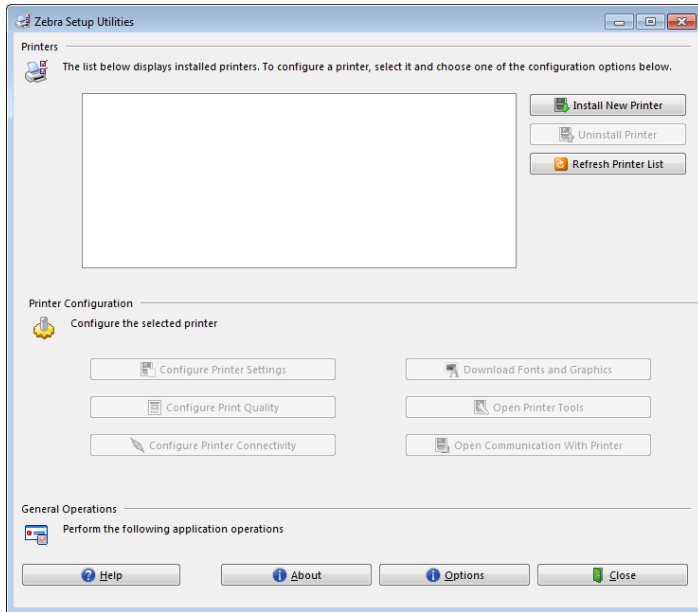 Zebra Setup Utilities
Printers
The list below displays installed printers. To configure a printer, select it and choose one of the configuration options below.
Install New Printer
Uninstall Printer
Refresh Printer List
Printer Configuration
Configure the selected printer
Configure Printer Settings
Download Fonts and Graphics
Configure Print Quality
Open Printer Tools
Configure Printer Connectivity
Open Communication With Printer
General Operations
Perform the following application operations
Help
About
Options
Close